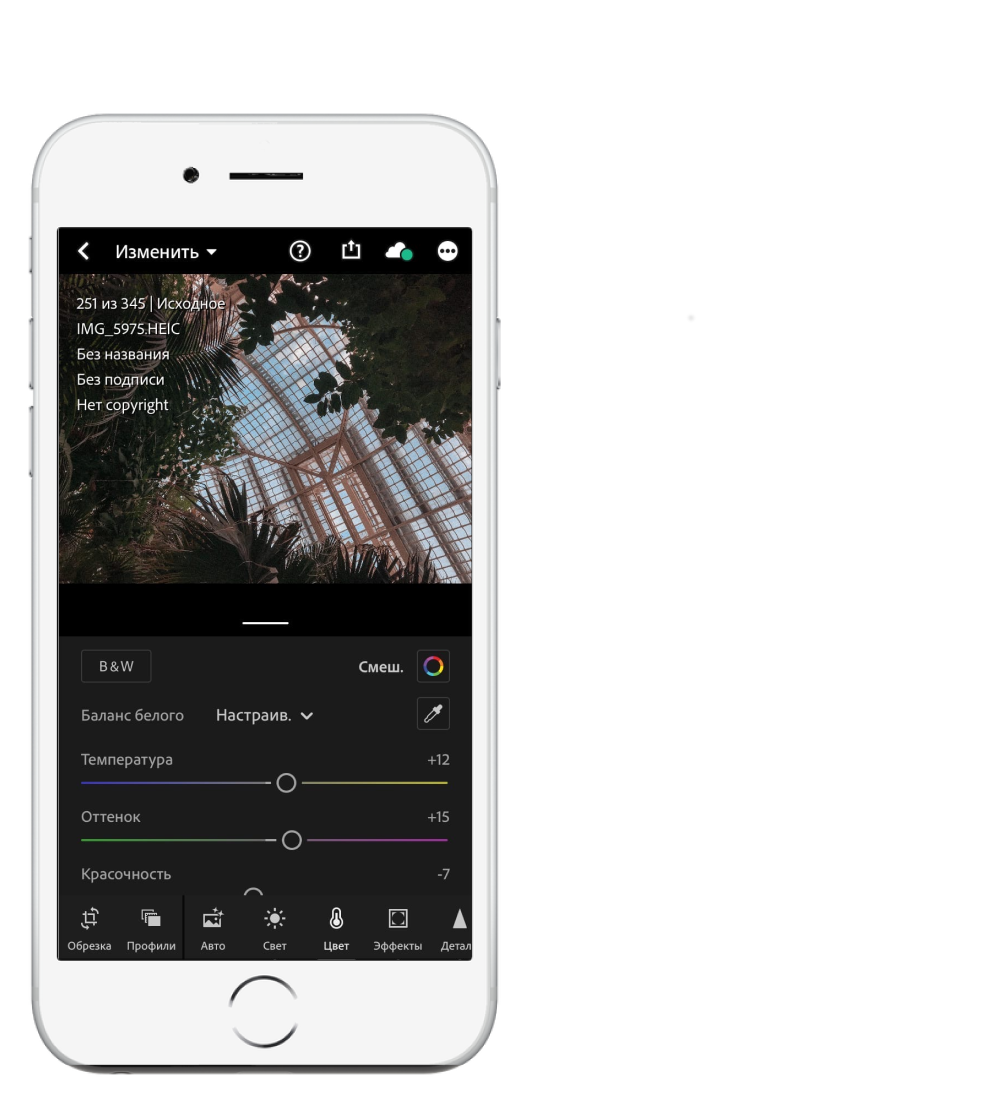 Изменить
251 из 345 | Исходное
IMG_5975.HEIC
Без названия
Без подписи
Нет copyright
B&W
Смеш.
Баланс белого Настраив.
Температура +12
Оттенок +15
Красочность -7
Обрезка Профили Авто Свет Цвет Эффекты Детал